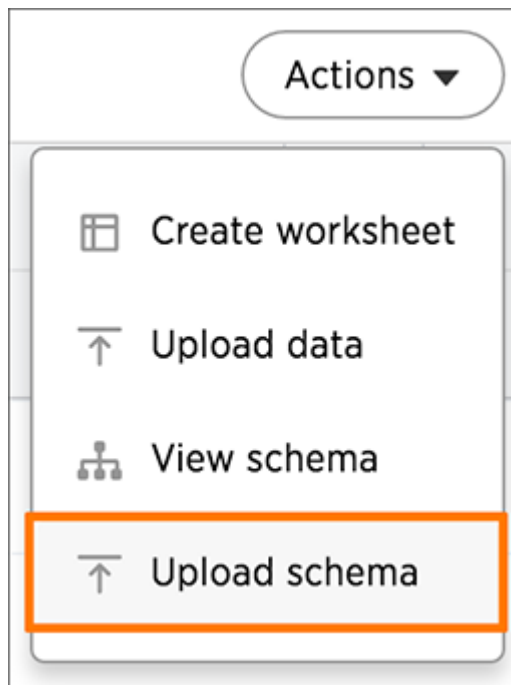 Actions
Create worksheet
Upload data
View schema
Upload schema